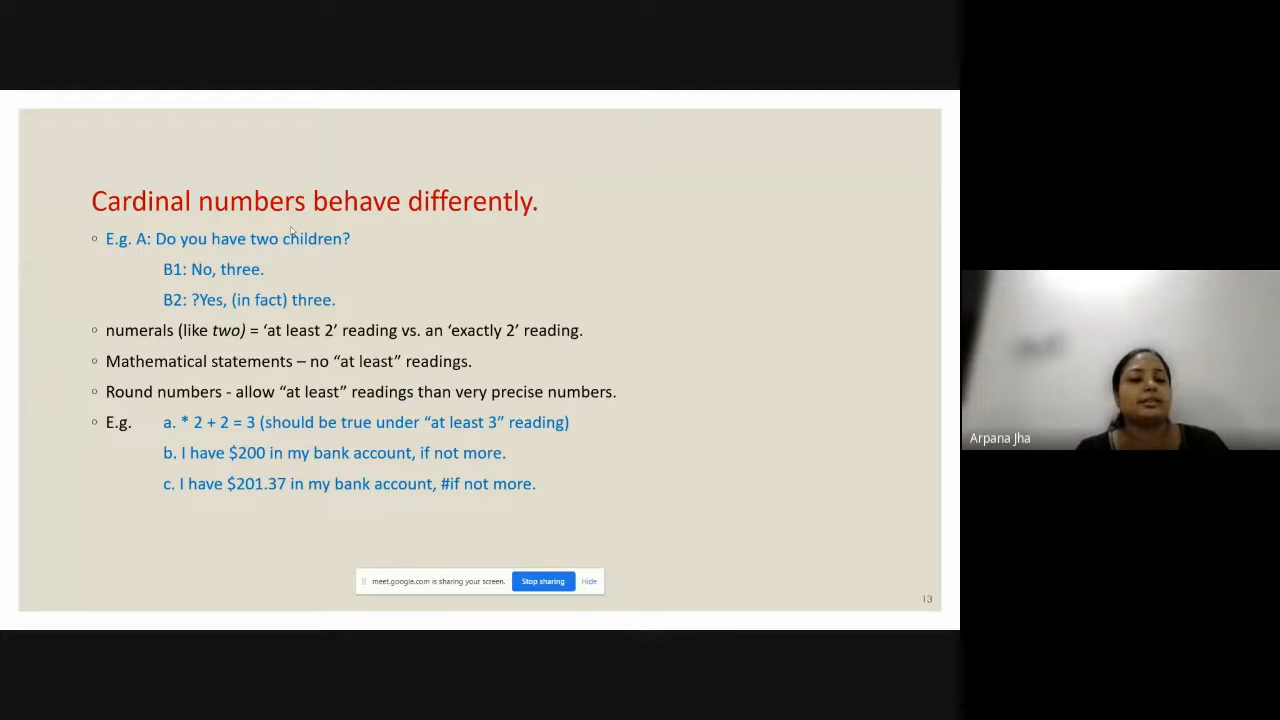 Cardinal numbers behave differently.
◦ E.g. A: Do you have two children?
B1: No, three.
B2: ?Yes, (in fact) three.
◦ numerals (like two) = ‘at least 2’ reading vs. an ‘exactly 2’ reading.
◦ Mathematical statements – no “at least” readings.
◦ Round numbers - allow “at least” readings than very precise numbers.
◦ E.g. a. * 2 + 2 = 3 (should be true under “at least 3” reading)
b. I have $200 in my bank account, if not more.
c. I have $201.37 in my bank account, #if not more.
meet.google.com is sharing your screen. Stop sharing Hide
13
Arpana Jha